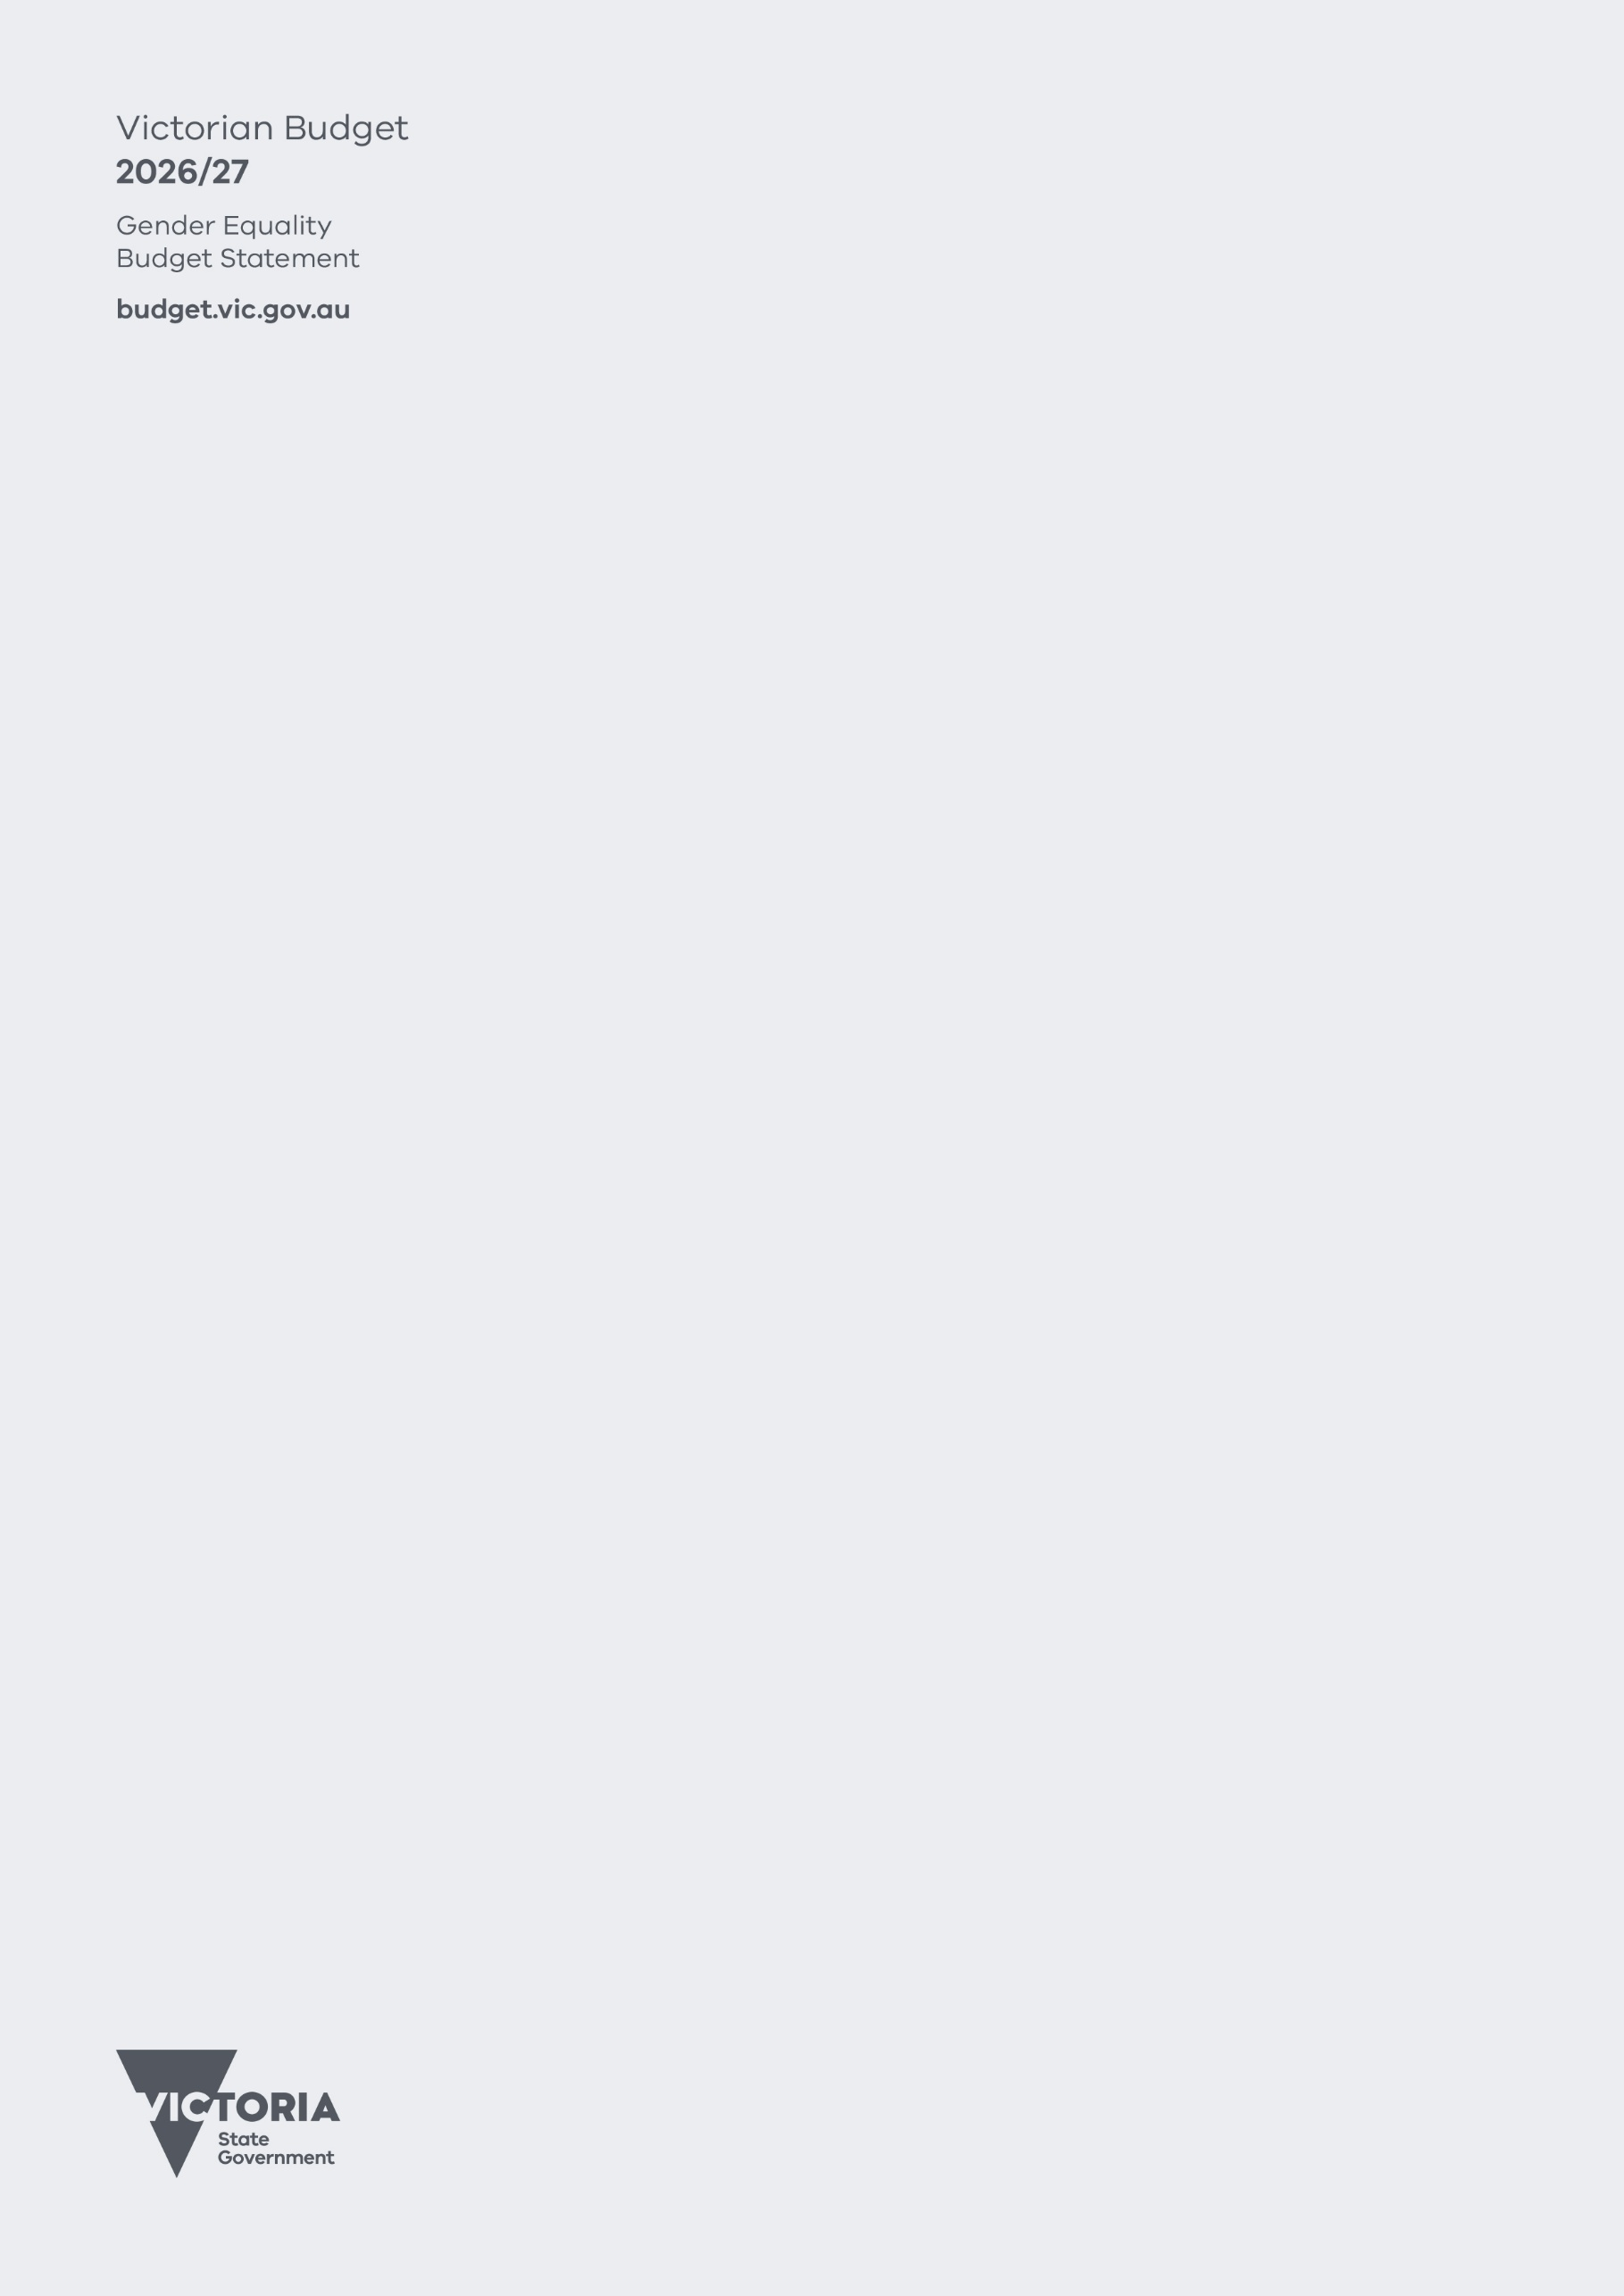 Victorian Budget
2026/27
Gender Equality
Budget Statement
budget.vic.gov.au
VICTORIA
State
Government